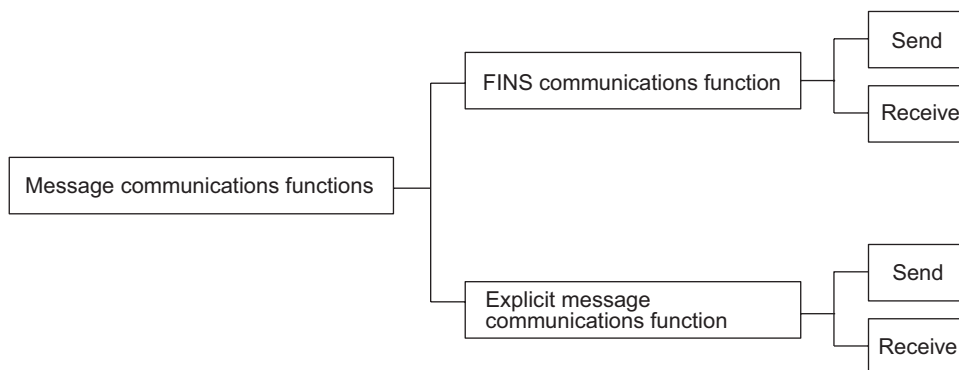 Send
FINS communications function
Receive
Message communications functions
Send
Explicit message
communications function
Receive